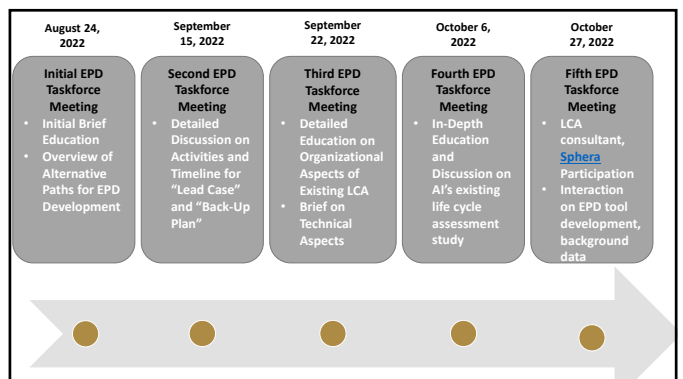 August 24,
2022
Initial EPD
Taskforce
Meeting
• Initial Brief
Education
• Overview of
Alternative
Paths for EPD
Development
September
15, 2022
Second EPD
Taskforce
Meeting
• Detailed
Discussion on
Activities and
Timeline for
“Lead Case”
and “Back-Up
Plan”
September
22, 2022
Third EPD
Taskforce
Meeting
• Detailed
Education on
Organizational
Aspects of
Existing LCA
• Brief on
Technical
Aspects
October 6,
2022
Fourth EPD
Taskforce
Meeting
• In-Depth
Education
and
Discussion on
AI’s existing
life cycle
assessment
study
October
27, 2022
Fifth EPD
Taskforce
Meeting
• LCA
consultant,
Sphera
Participation
• Interaction
on EPD tool
development,
background
data